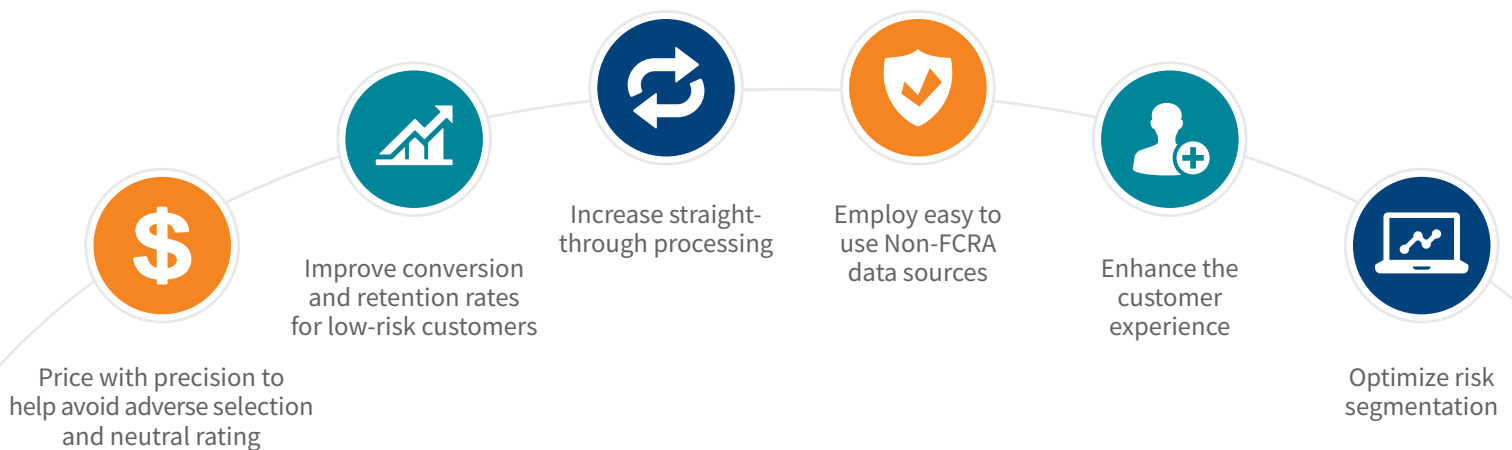 Price with precision to
help avoid adverse selection
and neutral rating
Improve conversion
and retention rates
for low-risk customers
Increase straight-
through processing
Employ easy to
use Non-FCRA
data sources
Enhance the
customer
experience
Optimize risk
segmentation